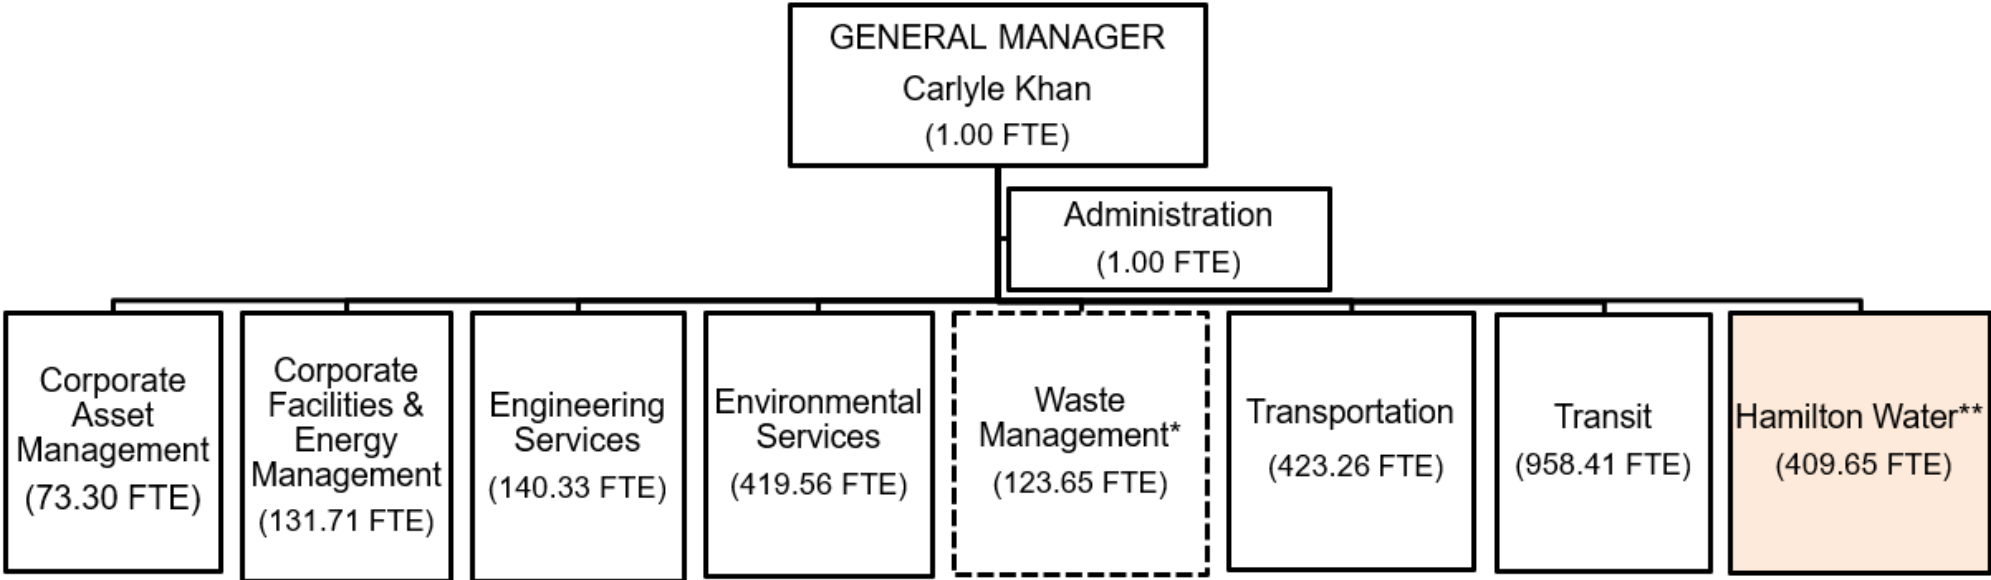 GENERAL MANAGER
Carlyle Khan
(1.00 FTE)
Administration
(1.00 FTE)
Corporate
Asset
Management
(73.30 FTE)
Corporate
Facilities &
Energy
Management
(131.71 FTE)
Engineering
Services
(140.33 FTE)
Environmental
Services
(419.56 FTE)
Waste
Management*
(123.65 FTE)
Transportation
(423.26 FTE)
Transit
(958.41 FTE)
Hamilton Water**
(409.65 FTE)